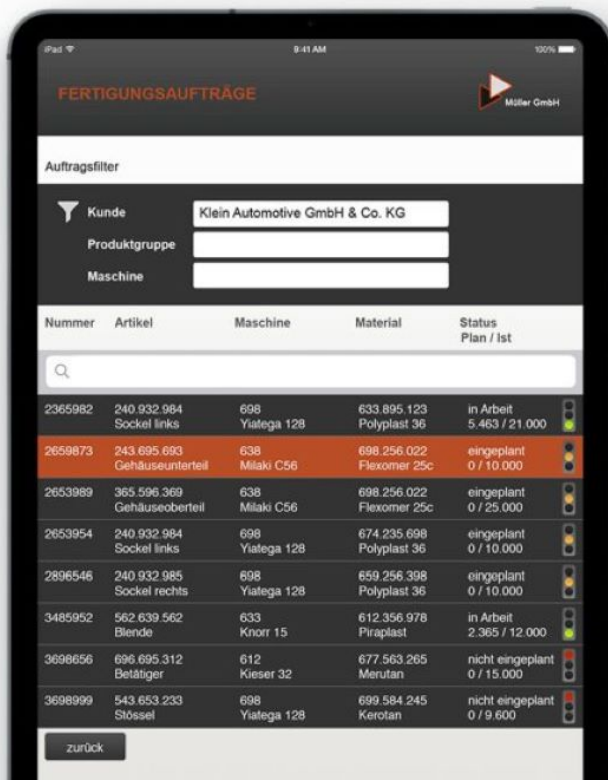 iPad 9:41 AM 100%
FERTIGUNGSAUFTRÄGE
Müller GmbH
Auftragsfilter
Kunde Klein Automotive GmbH & Co. KG
Produktgruppe
Maschine
Nummer Artikel Maschine Material Status
Plan / Ist
2365982 240.932.984 698 633.895.123 in Arbeit
Sockel links Yiatega 128 Polyplast 36 5.463 / 21.000
2659873 243.695.693 638 698.256.022 eingeplant
Gehäuseunterteil Milaki C56 Flexomer 25c 0 / 10.000
2653989 365.596.369 638 698.256.022 eingeplant
Gehäuseoberteil Milaki C56 Flexomer 25c 0 / 25.000
2653954 240.932.984 698 674.235.698 eingeplant
Sockel links Yiatega 128 Polyplast 36 0 / 10.000
2896546 240.932.985 698 659.256.398 eingeplant
Sockel rechts Yiatega 128 Polyplast 36 0 / 10.000
3485952 562.639.562 633 612.356.978 in Arbeit
Blende Knorr 15 Piraplast 2.365 / 12.000
3698656 696.695.312 612 677.563.265 nicht eingeplant
Betätiger Kieser 32 Merutan 0 / 15.000
3698999 543.653.233 698 699.584.245 nicht eingeplant
Stössel Yiatega 128 Kerotan 0 / 9.600
zurück